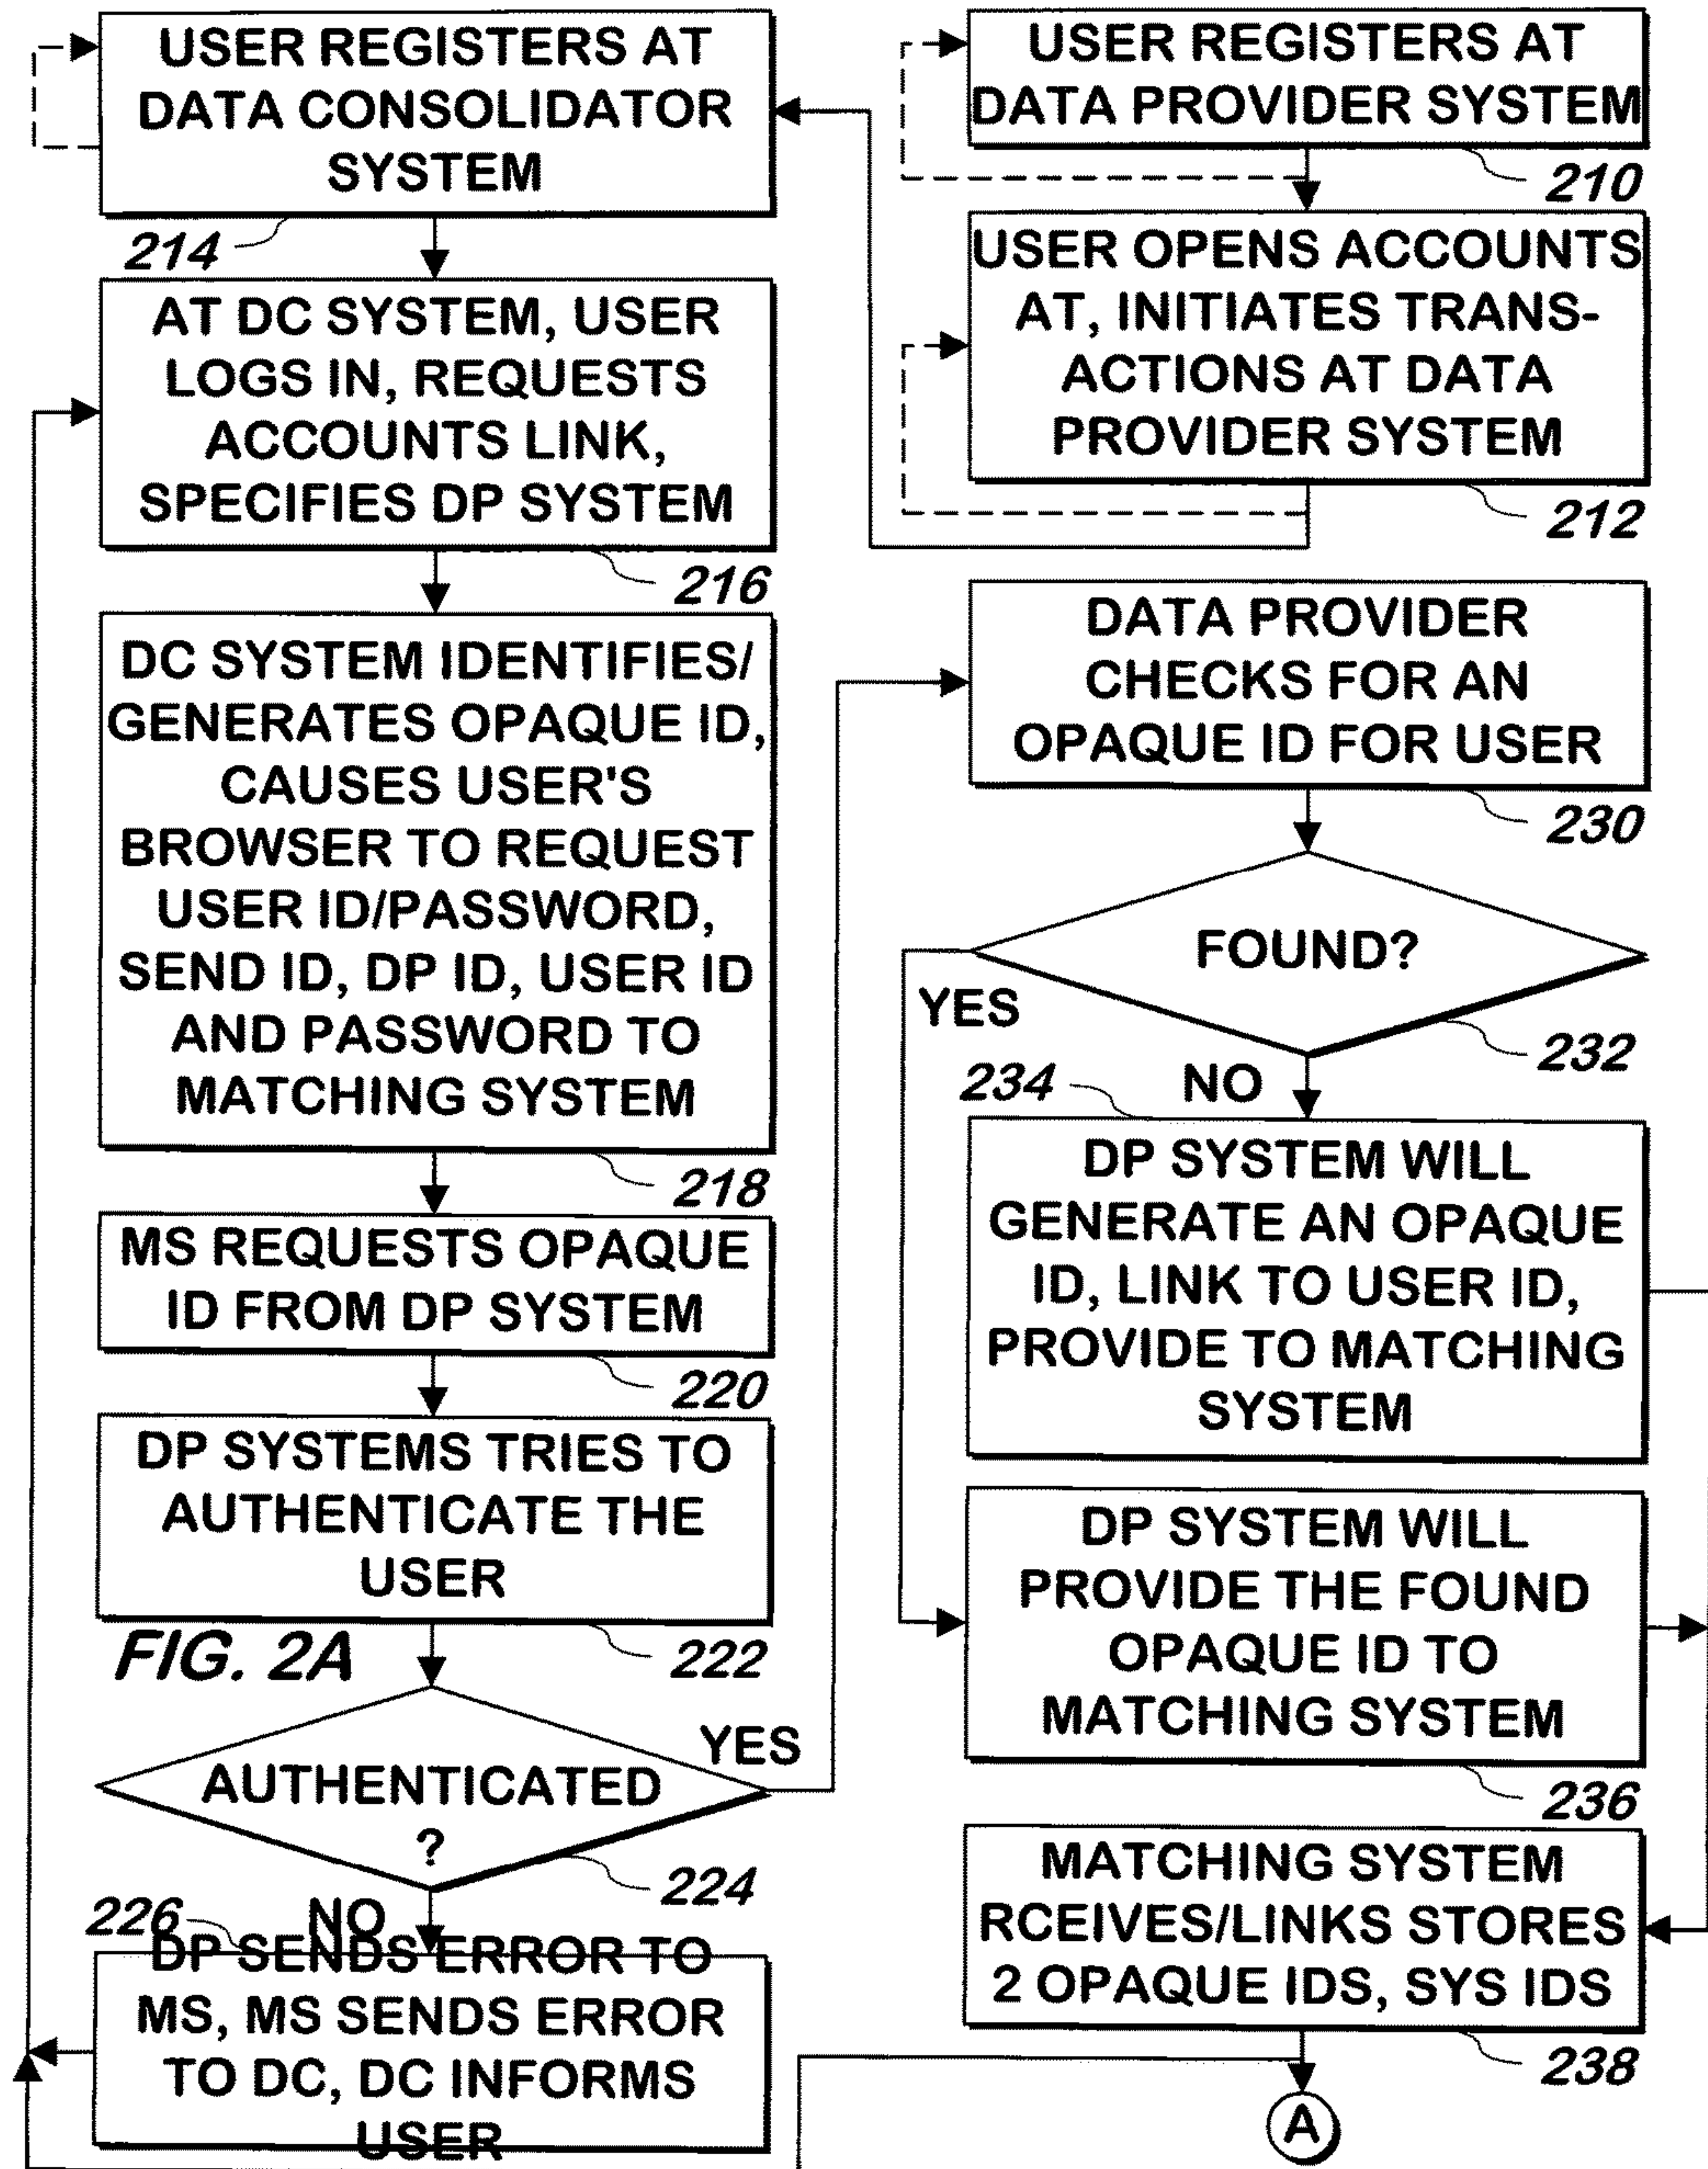 USER REGISTERS AT
DATA CONSOLIDATOR
SYSTEM
214
AT DC SYSTEM, USER
LOGS IN, REQUESTS
ACCOUNTS LINK,
SPECIFIES DP SYSTEM
216
DC SYSTEM IDENTIFIES/
GENERATES OPAQUE ID,
CAUSES USER'S
BROWSER TO REQUEST
USER ID/PASSWORD,
SEND ID, DP ID, USER ID
AND PASSWORD TO
MATCHING SYSTEM
218
MS REQUESTS OPAQUE
ID FROM DP SYSTEM
220
DP SYSTEMS TRIES TO
AUTHENTICATE THE
USER
222
FIG. 2A
YES
AUTHENTICATED
?
224
NO
226
DP SENDS ERROR TO
MS, MS SENDS ERROR
TO DC, DC INFORMS
USER
USER REGISTERS AT
DATA PROVIDER SYSTEM
210
USER OPENS ACCOUNTS
AT, INITIATES TRANS-
ACTIONS AT DATA
PROVIDER SYSTEM
212
DATA PROVIDER
CHECKS FOR AN
OPAQUE ID FOR USER
230
FOUND?
YES
232
NO
234
DP SYSTEM WILL
GENERATE AN OPAQUE
ID, LINK TO USER ID,
PROVIDE TO MATCHING
SYSTEM
DP SYSTEM WILL
PROVIDE THE FOUND
OPAQUE ID TO
MATCHING SYSTEM
236
MATCHING SYSTEM
RCEIVES/LINKS STORES
2 OPAQUE IDS, SYS IDS
238
A